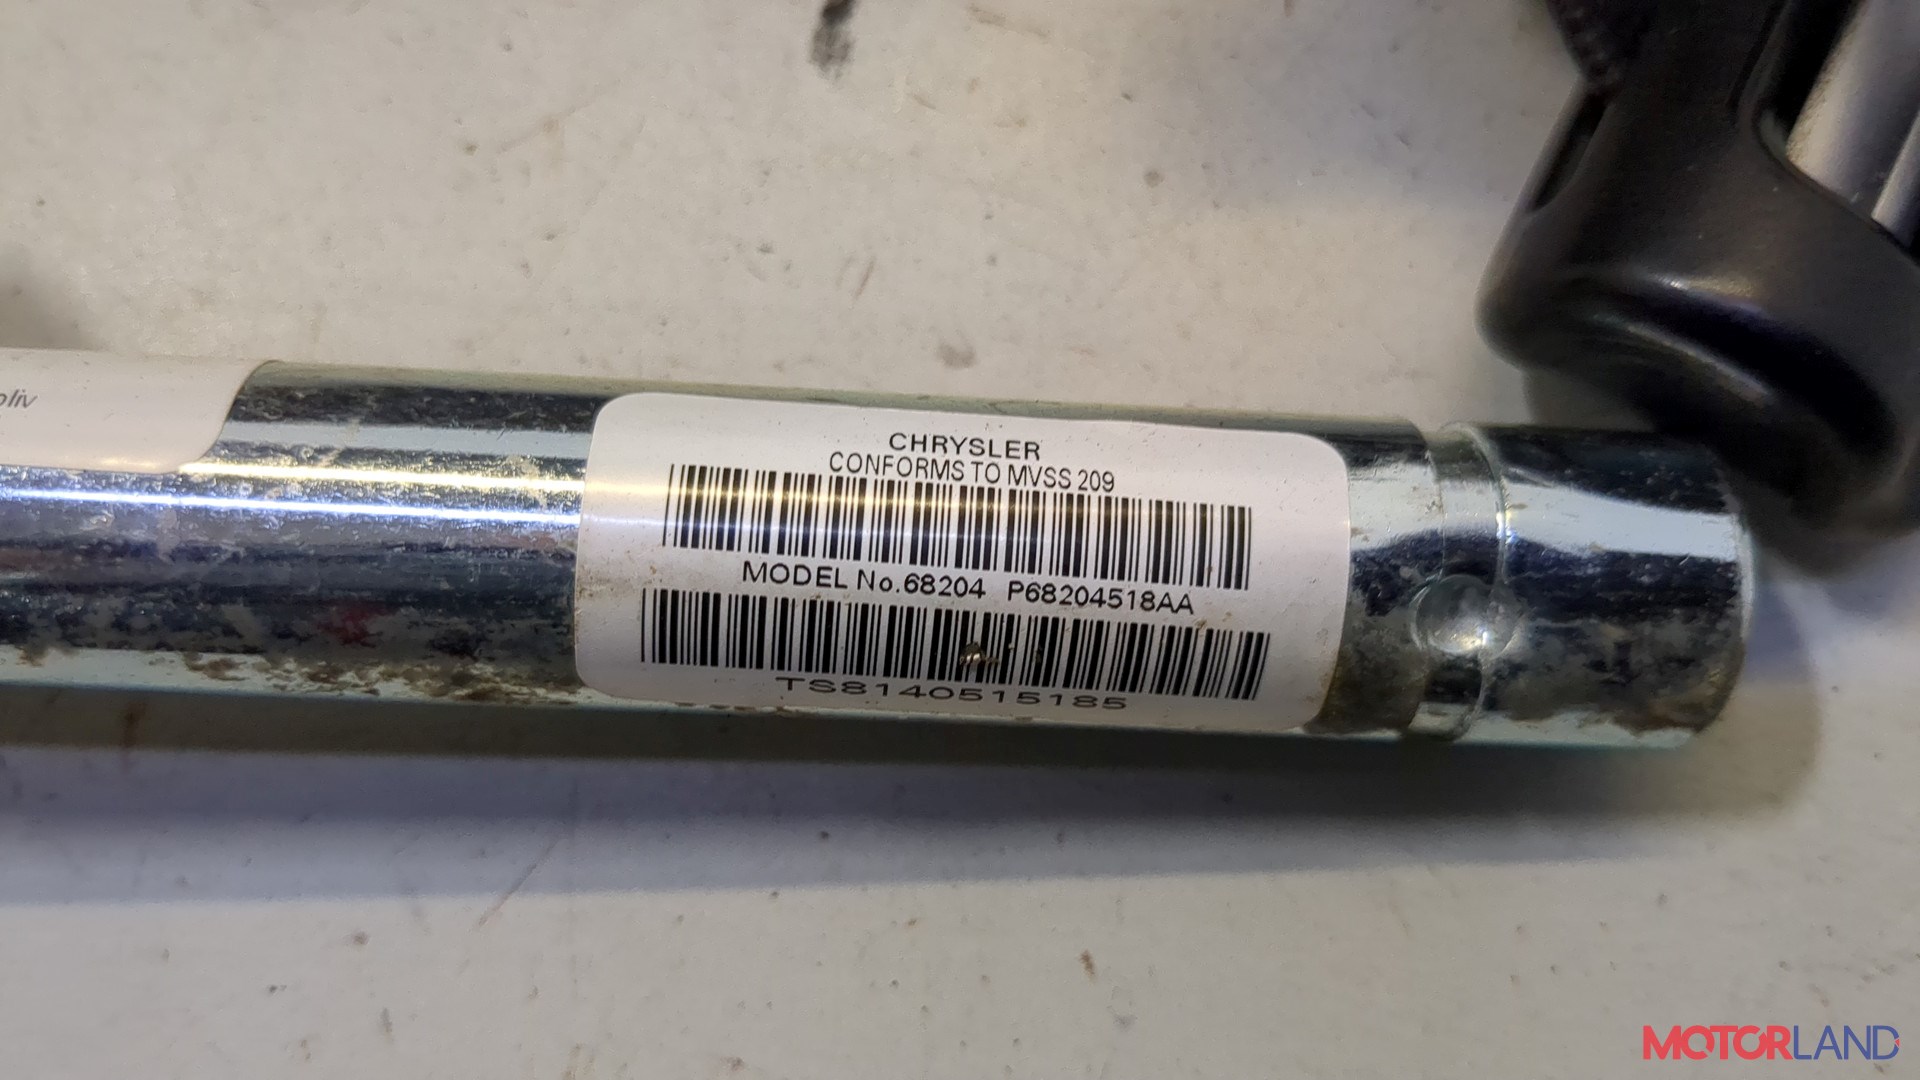 oliv
CHRYSLER
CONFORMS TO MVSS 209
MODEL No.68204 P68204518AA
TS8140515185
MOTORLAND